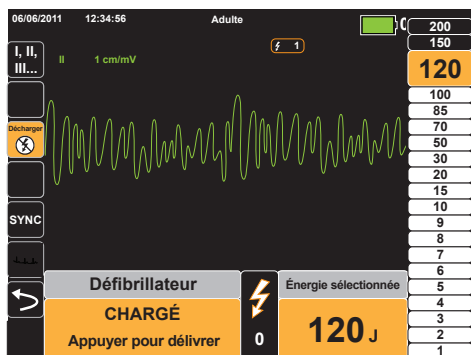 06/06/2011 12:34:56 Adulte
I, II,
III...
II 1 cm/mV
1
Décharger
SYNC
Défibrillateur
CHARGÉ
Appuyer pour délivrer
0
Énergie sélectionnée
120 J
200
150
120
100
85
70
50
30
20
15
10
9
8
7
6
5
4
3
2
1